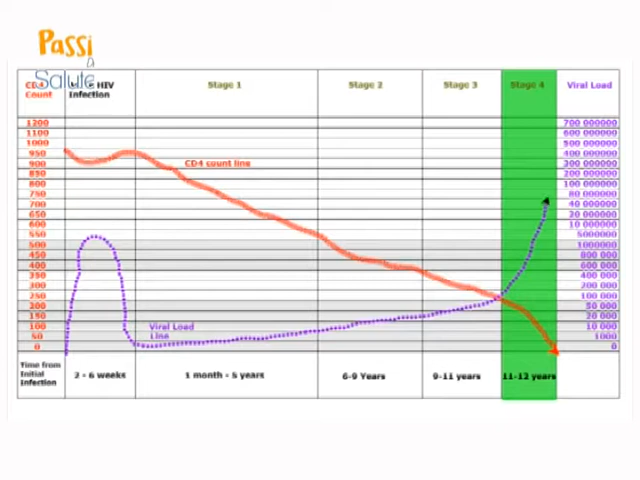 Passi
di
Salute
CD4 Count
HIV Infection
Stage 1
Stage 2
Stage 3
Stage 4
Viral Load
1200
1100
1000
950
900
850
800
750
700
650
600
550
500
450
400
350
300
250
200
150
100
50
0
CD4 count line
Viral Load
Line
700 000000
600 000000
500 000000
400 000000
300 000000
200 000000
100 000000
80 000000
40 000000
20 000000
10 000000
5000000
1000000
800 000
600 000
400 000
200 000
100 000
50 000
20 000
10 000
1000
0
Time from
Initial
Infection
2 - 6 weeks
1 month - 5 years
6-9 Years
9-11 years
11-12 years